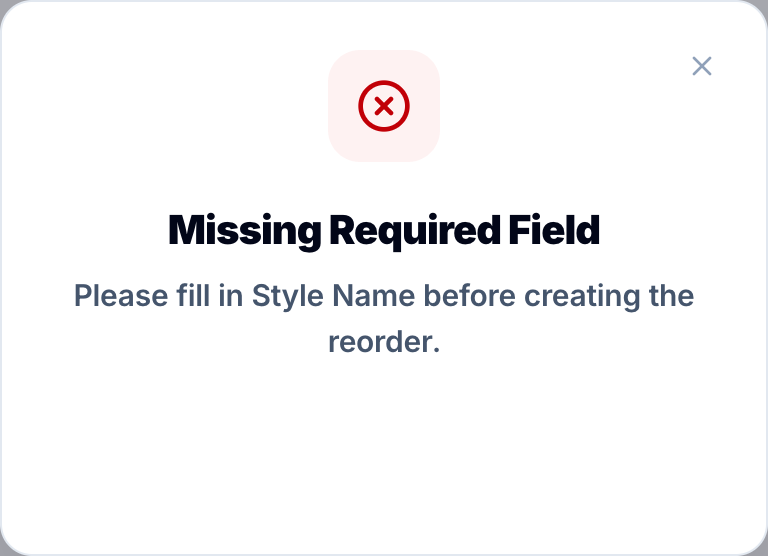 Missing Required Field
Please fill in Style Name before creating the
reorder.